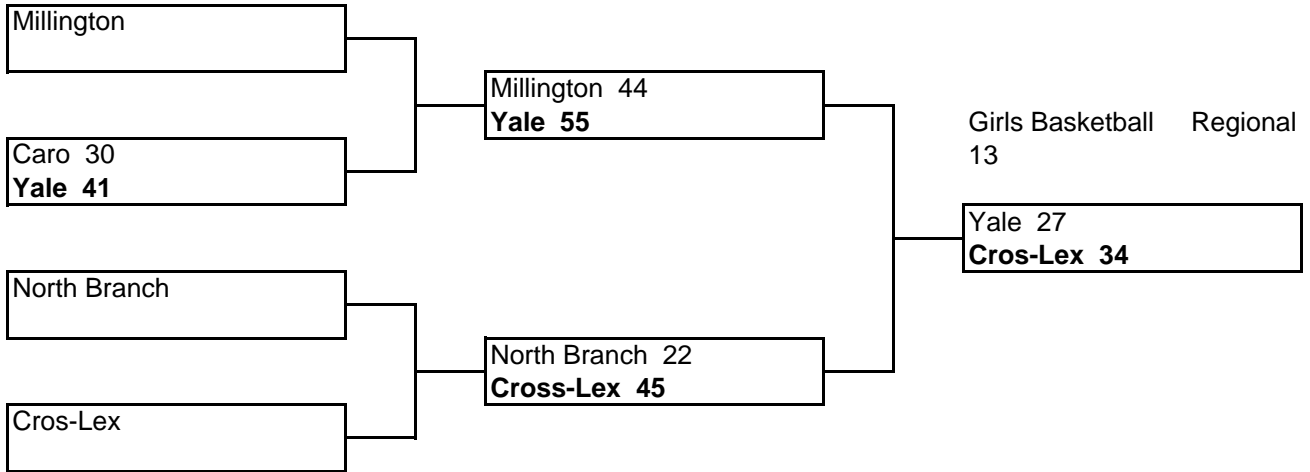 Millington
Caro 30
Yale 41
North Branch
Cros-Lex
Millington 44
Yale 55
North Branch 22
Cross-Lex 45
Girls Basketball Regional
13
Yale 27
Cros-Lex 34